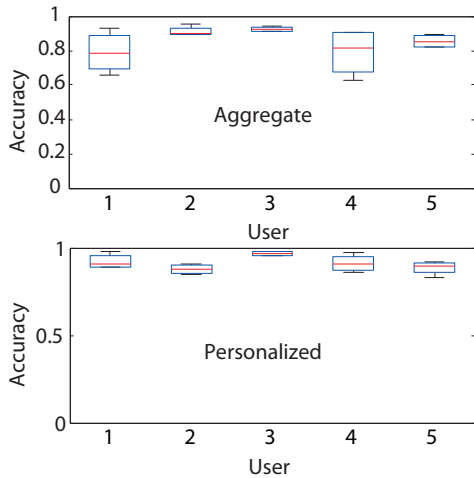 1
0.8
0.6
0.4
0.2
0
Accuracy
Aggregate
1 2 3 4 5
User
1
0.5
0
Accuracy
Personalized
1 2 3 4 5
User